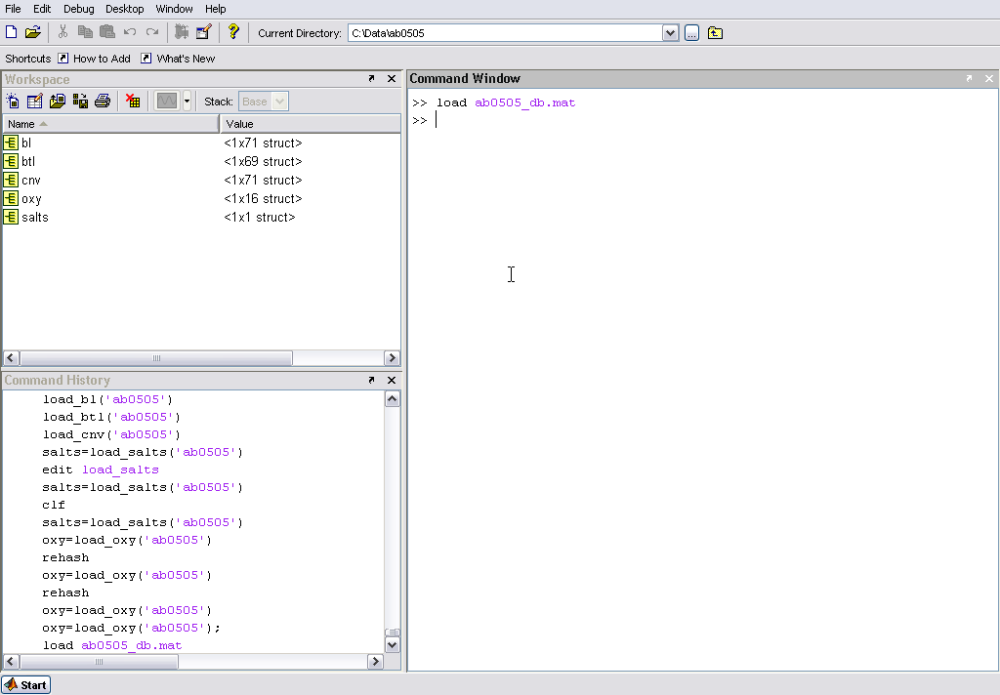 File Edit Debug Desktop Window Help
Current Directory: C:\Data\ab0505 ...
Shortcuts How to Add What's New
Workspace
Stack: Base
Name Value
bl <1x71 struct>
btl <1x69 struct>
cnv <1x71 struct>
oxy <1x16 struct>
salts <1x1 struct>
Command History
load_bl('ab0505')
load_btl('ab0505')
load_cnv('ab0505')
salts=load_salts('ab0505')
edit load_salts
salts=load_salts('ab0505')
clf
salts=load_salts('ab0505')
oxy=load_oxy('ab0505')
rehash
oxy=load_oxy('ab0505')
rehash
oxy=load_oxy('ab0505')
oxy=load_oxy('ab0505');
load ab0505_db.mat
Command Window
>> load ab0505_db.mat
>>
Start